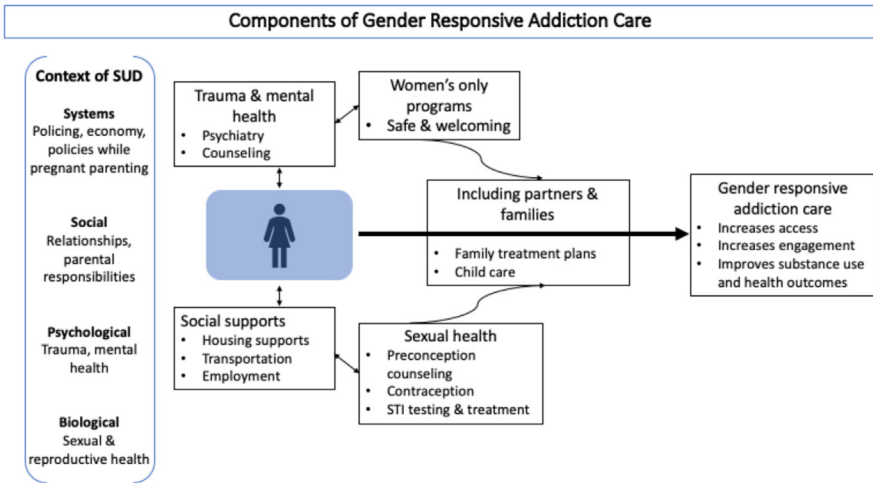 Components of Gender Responsive Addiction Care
Context of SUD
Systems
Policing, economy,
policies while
pregnant parenting
Social
Relationships,
parental
responsibilities
Psychological
Trauma, mental
health
Biological
Sexual &
reproductive health
Trauma & mental
health
• Psychiatry
• Counseling
Women's only
programs
• Safe & welcoming
Including partners &
families
• Family treatment plans
• Child care
Social supports
• Housing supports
• Transportation
• Employment
Sexual health
• Preconception
counseling
• Contraception
• STI testing & treatment
Gender responsive
addiction care
• Increases access
• Increases engagement
• Improves substance use
and health outcomes